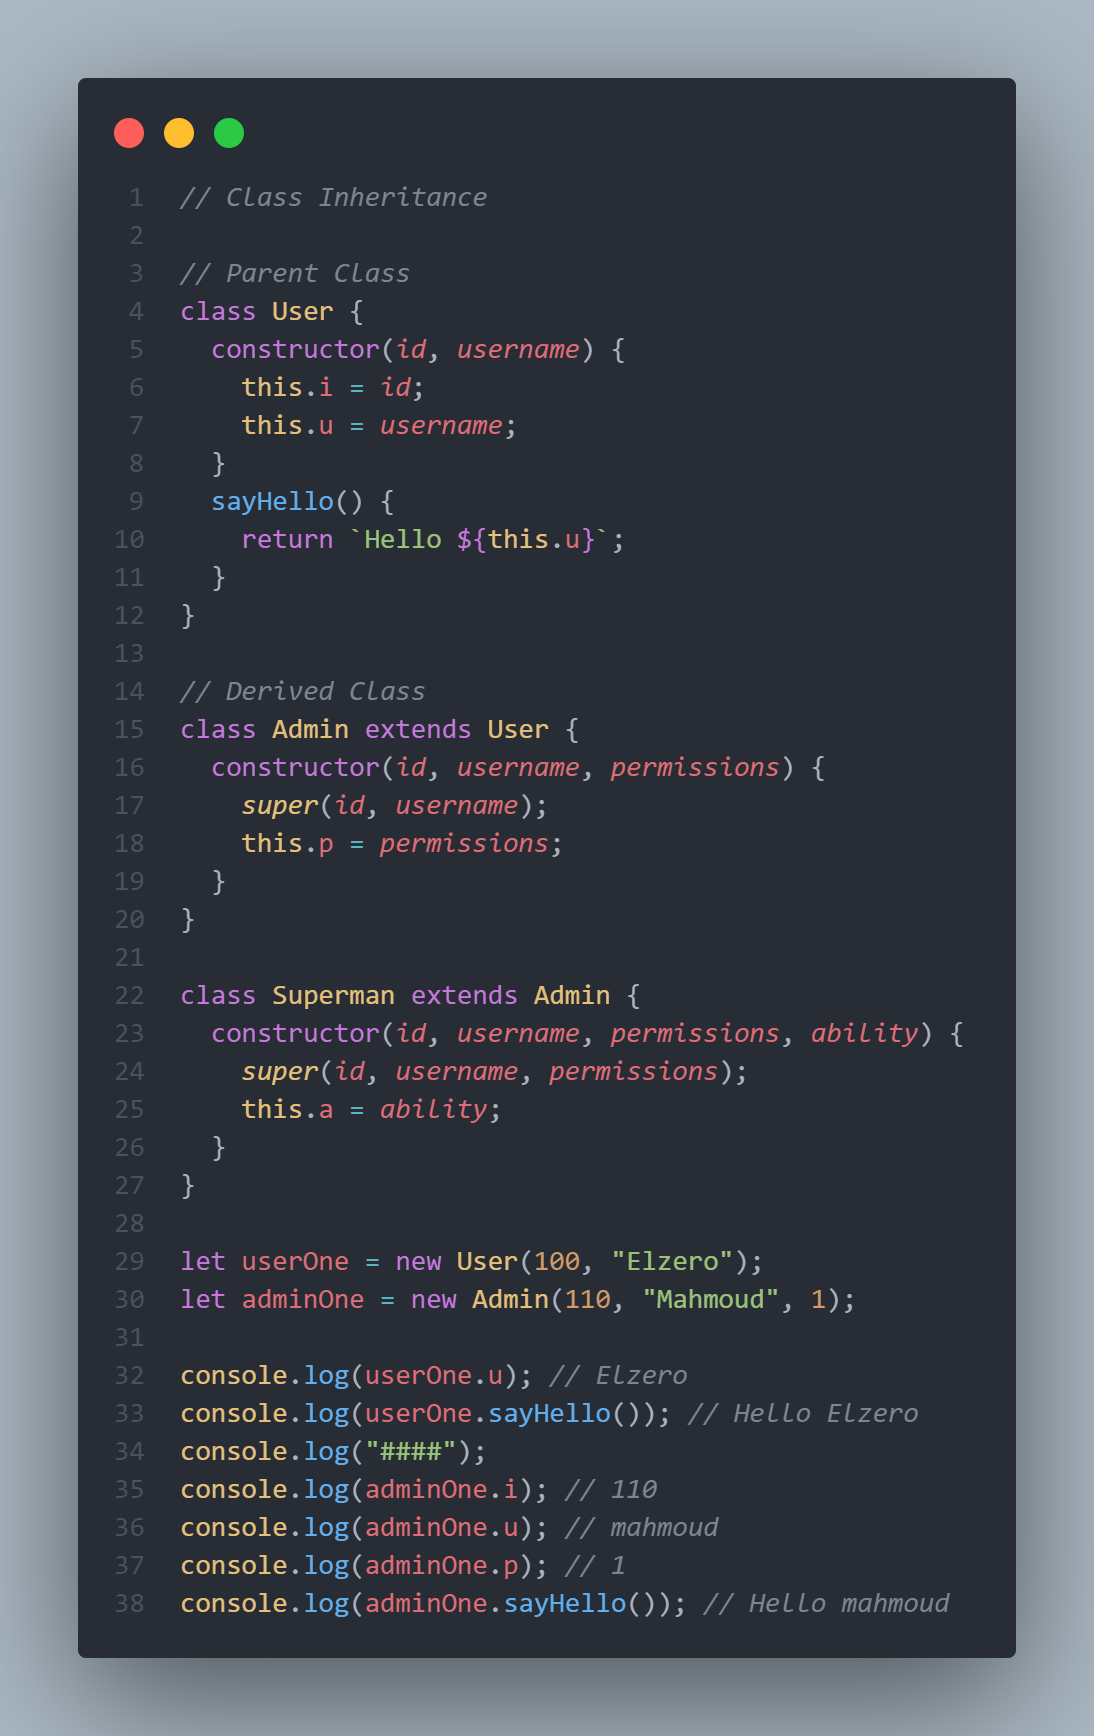 1 // Class Inheritance
2
3 // Parent Class
4 class User {
5   constructor(id, username) {
6     this.i = id;
7     this.u = username;
8   }
9   sayHello() {
10     return `Hello ${this.u}`;
11   }
12 }
13
14 // Derived Class
15 class Admin extends User {
16   constructor(id, username, permissions) {
17     super(id, username);
18     this.p = permissions;
19   }
20 }
21
22 class Superman extends Admin {
23   constructor(id, username, permissions, ability) {
24     super(id, username, permissions);
25     this.a = ability;
26   }
27 }
28
29 let userOne = new User(100, "Elzero");
30 let adminOne = new Admin(110, "Mahmoud", 1);
31
32 console.log(userOne.u); // Elzero
33 console.log(userOne.sayHello()); // Hello Elzero
34 console.log("####");
35 console.log(adminOne.i); // 110
36 console.log(adminOne.u); // mahmoud
37 console.log(adminOne.p); // 1
38 console.log(adminOne.sayHello()); // Hello mahmoud